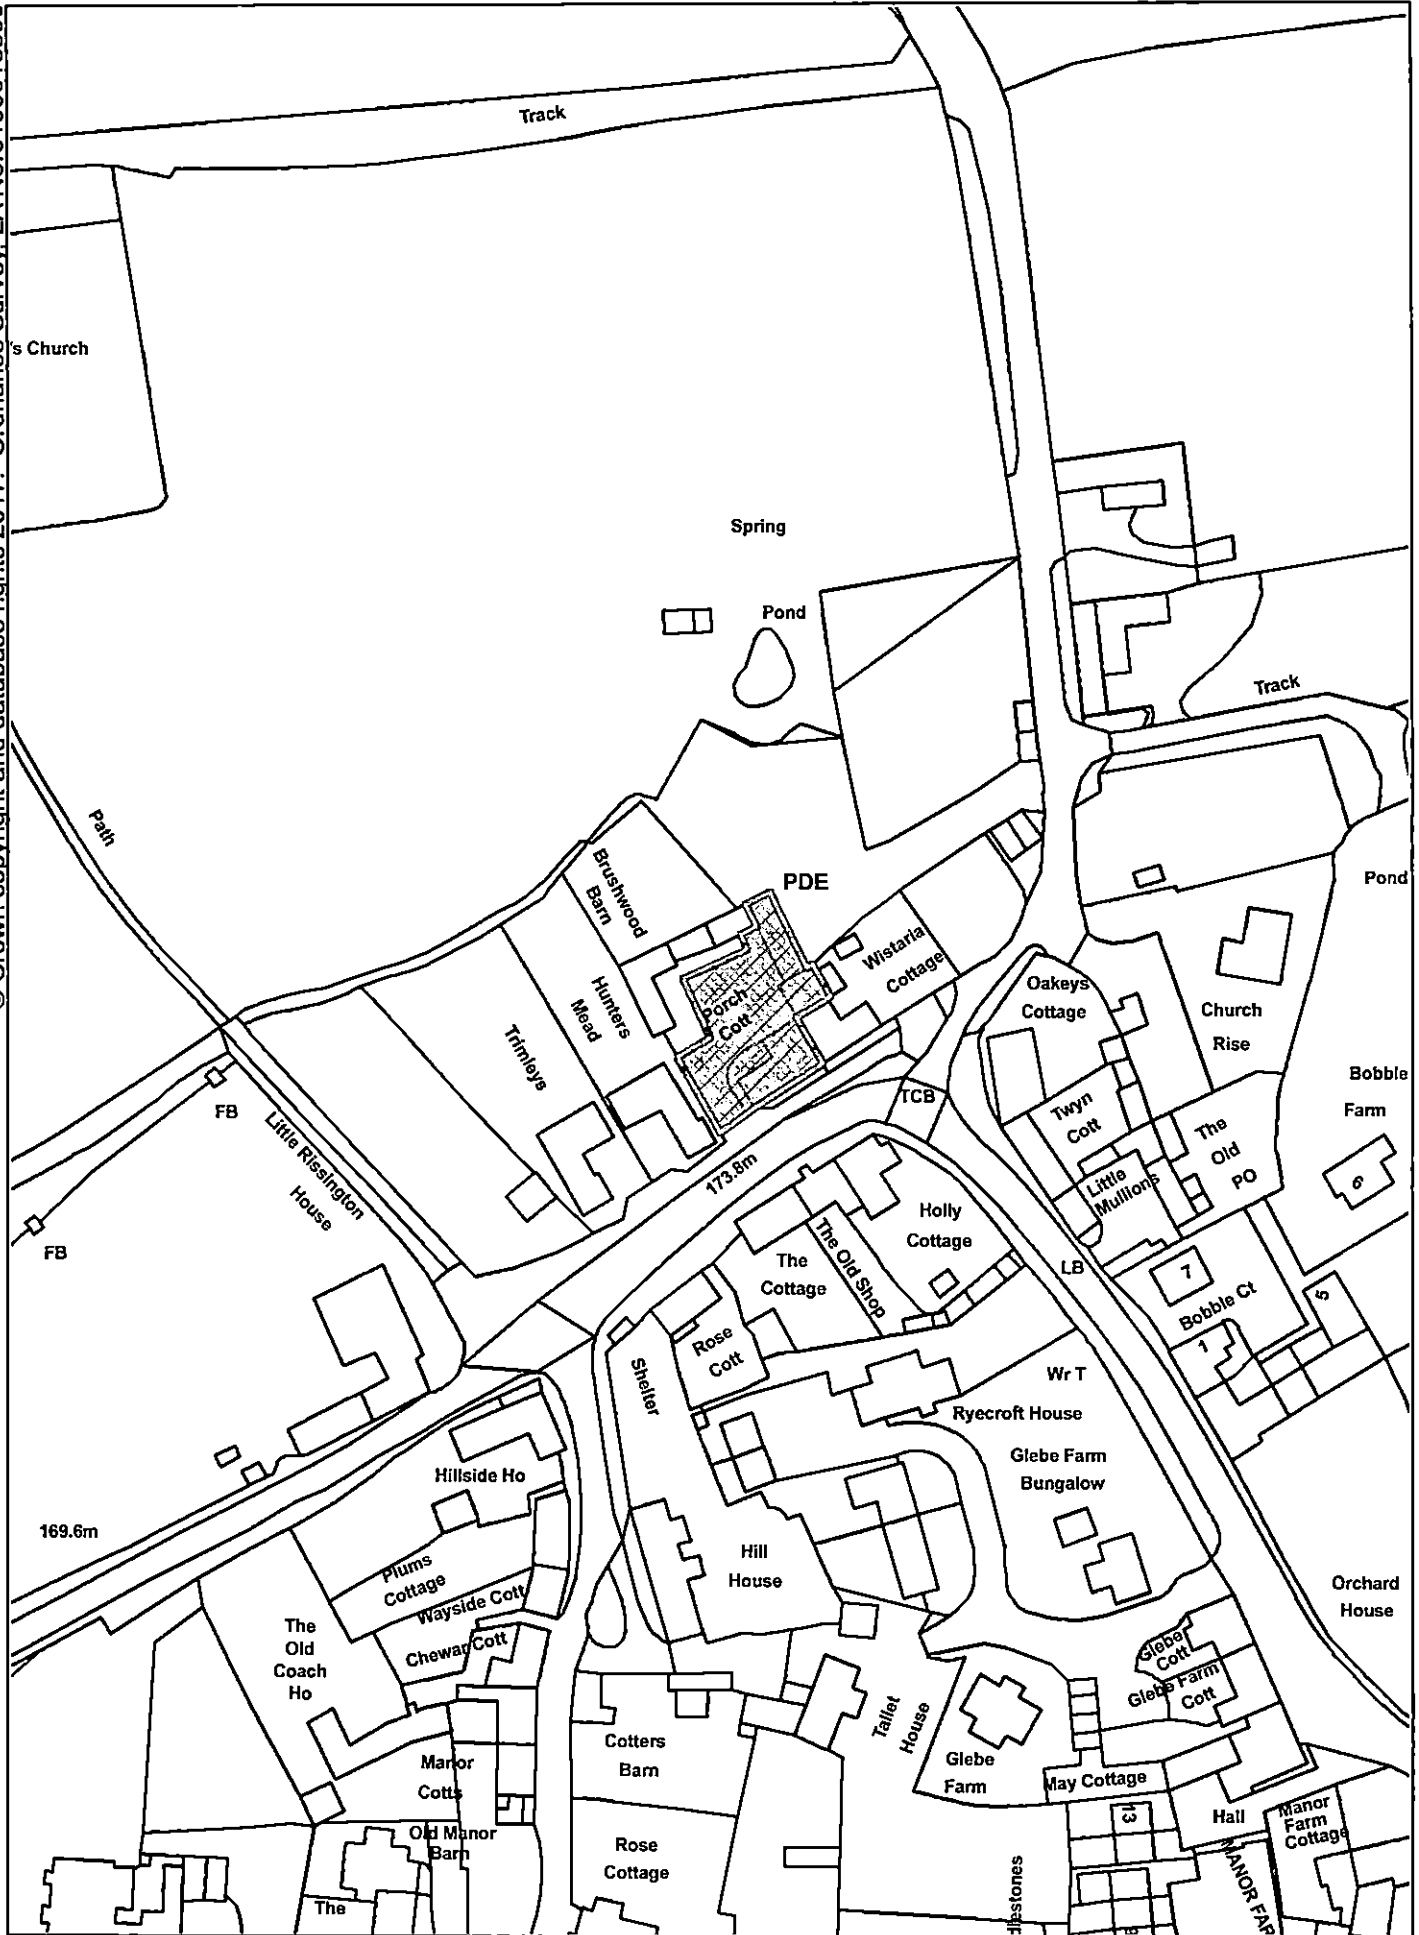 Track
's Church
Spring
Pond
Track
Path
Brushwood
Barn
PDE
Pond
Wistaria
Cottage
Hunters
Mead
Porch
Cott
Oakeys
Cottage
Church
Rise
Trimleys
Bobble
Farm
TCB
FB
Little Rissington
House
Twyn
Cott
The
Old
PO
173.8m
Little
Mullions
6
FB
Holly
Cottage
The Old Shop
The
Cottage
LB
7
Bobble Ct
5
1
Rose
Cott
Shelter
Wr T
Ryecroft House
Glebe Farm
Bungalow
Hillside Ho
169.6m
Hill
House
Plums
Cottage
Wayside Cott
Chewar Cott
The
Old
Coach
Ho
Orchard
House
Glebe
Cott
Glebe Farm
Cott
Tallet
House
Cotters
Barn
Glebe
Farm
May Cottage
Manor
Cotts
13
Hall
Manor
Farm
Cottage
Old Manor
Barn
Rose
Cottage
The
dlestones
MANOR FAR